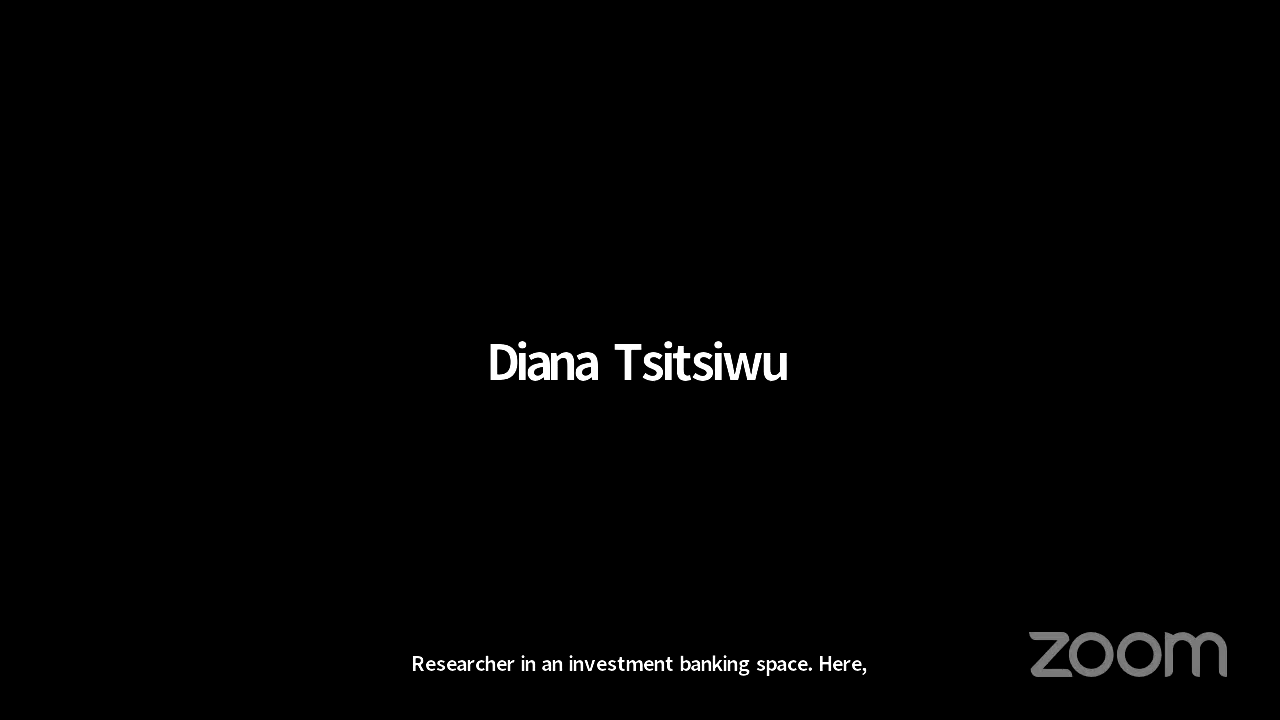 Diana Tsitsiwu
Researcher in an investment banking space. Here,
zoom